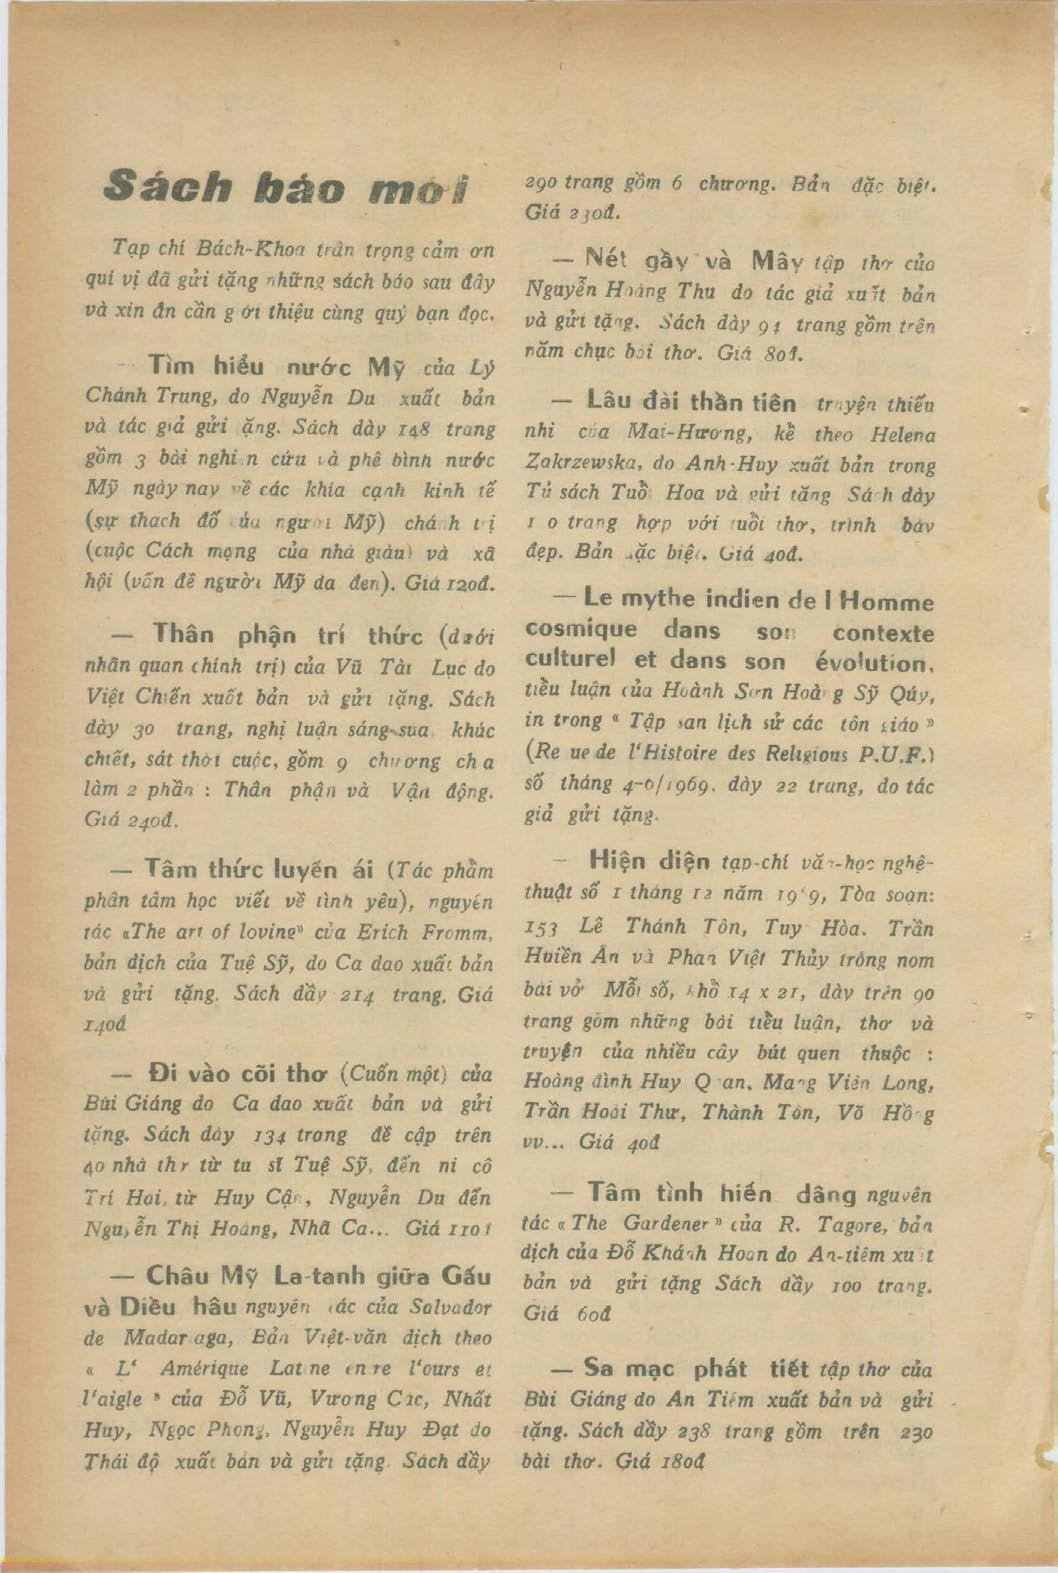 Sách báo mới
Tạp chí Bách-Khoa trân trọng cảm ơn
quí vị đã gửi tặng những sách báo sau đây
và xin ân cần giới thiệu cùng quý bạn đọc.
— Tìm hiểu nước Mỹ của Lý
Chánh Trung, do Nguyễn Du xuất bản
và tác giả gửi tặng. Sách dày 148 trang
gồm 3 bài nghiên cứu và phê bình nước
Mỹ ngày nay về các khía cạnh kinh tế
(sự thach đố của người Mỹ) chánh trị
(cuộc Cách mạng của nhà giàu) và xã
hội (vấn đề người Mỹ da đen). Giá 120đ.
— Thân phận trí thức (dưới
nhãn quan chính trị) của Vũ Tài Lục do
Việt Chiến xuất bản và gửi tặng. Sách
dày 30 trang, nghị luận sáng-sủa, khúc
chiết, sát thời cuộc, gồm 9 chương chia
làm 2 phần : Thân phận và Vận động.
Giá 240đ.
— Tâm thức luyến ái (Tác phẩm
phân tâm học viết về tình yêu), nguyên
tác «The art of loving» của Erich Fromm,
bản dịch của Tuệ Sỹ, do Ca dao xuất bản
và gửi tặng. Sách dầy 214 trang. Giá
140đ
— Đi vào cõi thơ (Cuốn một) của
Bùi Giáng do Ca dao xuất bản và gửi
tặng. Sách dày 134 trang đề cập trên
40 nhà thơ từ tu sĩ Tuệ Sỹ, đến ni cô
Trí Hải, từ Huy Cận, Nguyễn Du đến
Nguyễn Thị Hoàng, Nhã Ca... Giá 110đ
— Châu Mỹ La-tanh giữa Gấu
và Diều hâu nguyên tác của Salvador
de Madariaga, Bản Việt-văn dịch theo
« L' Amérique Latine entre l'ours et
l'aigle » của Đỗ Vũ, Vương Các, Nhất
Huy, Ngọc Phong, Nguyễn Huy Đạt do
Thái độ xuất bản và gửi tặng. Sách dầy
290 trang gồm 6 chương. Bản đặc biệt.
Giá 230đ.
— Nét gầy và Mây tập thơ của
Nguyễn Hoàng Thu do tác giả xuất bản
và gửi tặng. Sách dày 94 trang gồm trên
năm chục bài thơ. Giá 80đ.
— Lâu đài thần tiên truyện thiếu
nhi của Mai-Hương, kể theo Helena
Zakrzewska, do Anh-Huy xuất bản trong
Tủ sách Tuổi Hoa và gửi tặng Sách dày
trang hợp với tuổi thơ, trình bày
đẹp. Bản đặc biệt. Giá 40đ.
— Le mythe indien de l Homme
cosmique dans son contexte
culturel et dans son évolution,
tiểu luận của Hoành Sơn Hoàng Sỹ Qúy,
in trong « Tập san lịch sử các tôn giáo »
(Revue de l'Histoire des Religious P.U.F.)
số tháng 1969. dày 22 trang, do tác
giả gửi tặng.
— Hiện diện tạp-chí văn-học nghệ-
thuật số 1 tháng 12 năm 1969, Tòa soạn:
153 Lê Thánh Tôn, Tuy Hòa. Trần
Huiền Ân và Phan Việt Thủy trông nom
bài vở Mỗi số, khổ 14 x 21, dày trên 90
trang gồm những bài tiểu luận, thơ và
truyện của nhiều cây bút quen thuộc :
Hoàng đình Huy Quan, Mang Viên Long,
Trần Hoài Thư, Thành Tôn, Võ Hồng
vv... Giá 40đ
— Tâm tình hiến dâng nguyên
tác « The Gardener » của R. Tagore, bản
dịch của Đỗ Khánh Hoan do An-tiêm xuất
bản và gửi tặng Sách dầy 100 trang.
Giá 60đ
— Sa mạc phát tiết tập thơ của
Bùi Giáng do An Tiêm xuất bản và gửi
tặng. Sách dầy 238 trang gồm trên 230
bài thơ. Giá 180đ